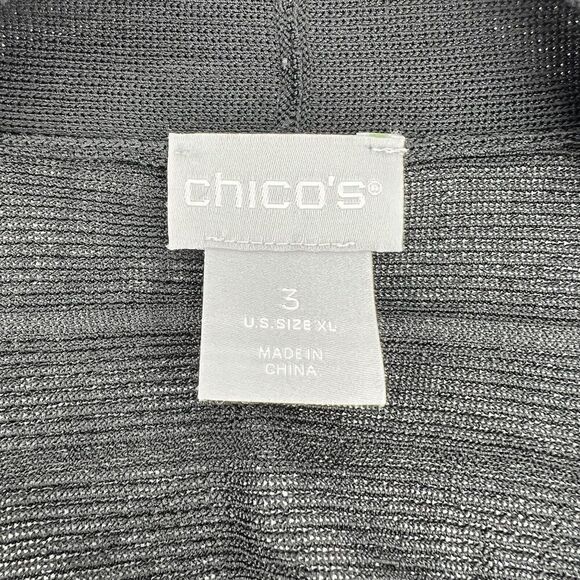 chico's®
3
U.S. SIZE XL
MADE IN
CHINA